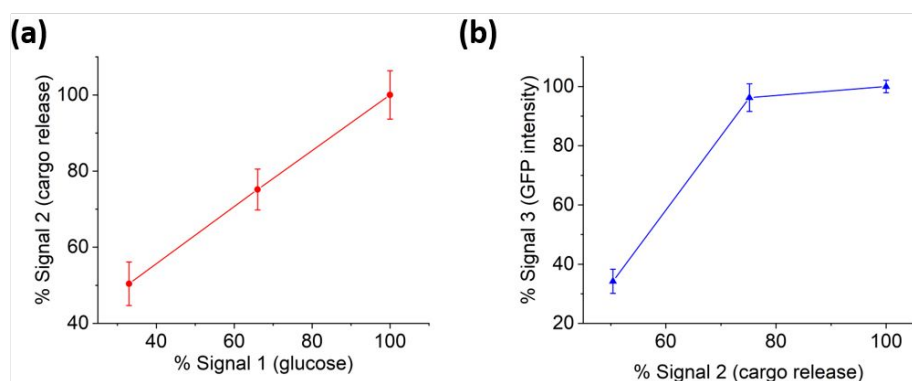 (a)
% Signal 2 (cargo release)
100
80
60
40
40 60 80 100
% Signal 1 (glucose)
(b)
% Signal 3 (GFP intensity)
100
80
60
40
20
60 80 100
% Signal 2 (cargo release)